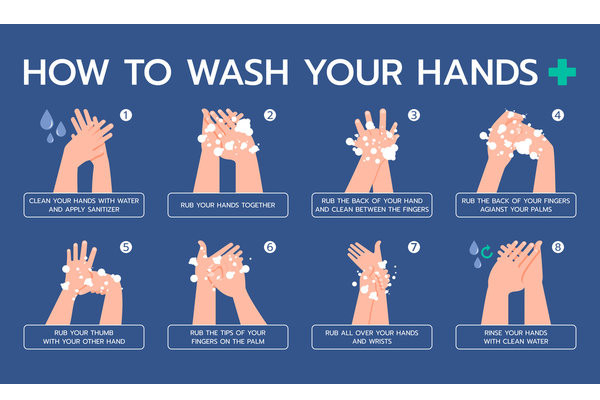 HOW TO WASH YOUR HANDS
1
CLEAN YOUR HANDS WITH WATER
AND APPLY SANITIZER
2
RUB YOUR HANDS TOGETHER
3
RUB THE BACK OF YOUR HAND
AND CLEAN BETWEEN THE FINGERS
4
RUB THE BACK OF YOUR FINGERS
AGIANST YOUR PALMS
5
RUB YOUR THUMB
WITH YOUR OTHER HAND
6
RUB THE TIPS OF YOUR
FINGERS ON THE PALM
7
RUB ALL OVER YOUR HANDS
AND WRISTS
8
RINSE YOUR HANDS
WITH CLEAN WATER